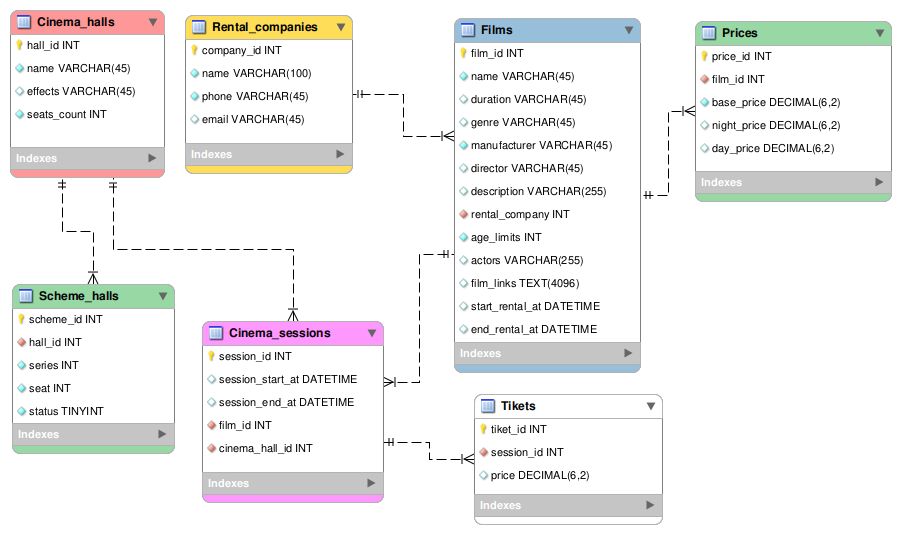 Cinema_halls
hall_id INT
name VARCHAR(45)
effects VARCHAR(45)
seats_count INT
Indexes
Rental_companies
company_id INT
name VARCHAR(100)
phone VARCHAR(45)
email VARCHAR(45)
Indexes
Films
film_id INT
name VARCHAR(45)
duration VARCHAR(45)
genre VARCHAR(45)
manufacturer VARCHAR(45)
director VARCHAR(45)
description VARCHAR(255)
rental_company INT
age_limits INT
actors VARCHAR(255)
film_links TEXT(4096)
start_rental_at DATETIME
end_rental_at DATETIME
Indexes
Prices
price_id INT
film_id INT
base_price DECIMAL(6,2)
night_price DECIMAL(6,2)
day_price DECIMAL(6,2)
Indexes
Scheme_halls
scheme_id INT
hall_id INT
series INT
seat INT
status TINYINT
Indexes
Cinema_sessions
session_id INT
session_start_at DATETIME
session_end_at DATETIME
film_id INT
cinema_hall_id INT
Indexes
Tikets
tiket_id INT
session_id INT
price DECIMAL(6,2)
Indexes